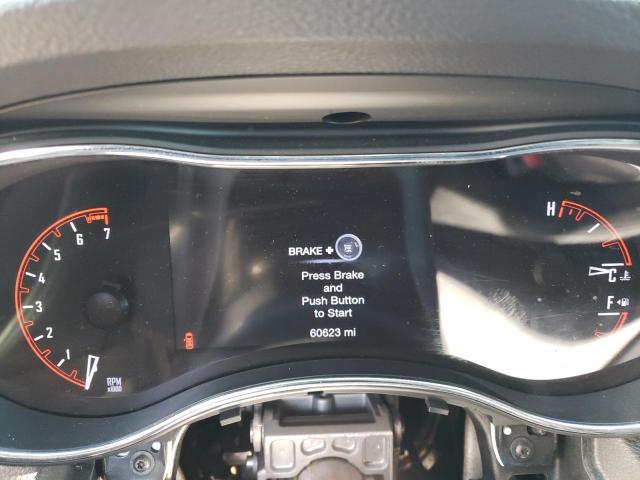 7
6
5
4
3
2
1
RPM
x1000
BRAKE +
Press Brake
and
Push Button
to Start
60623 mi
H
C
F